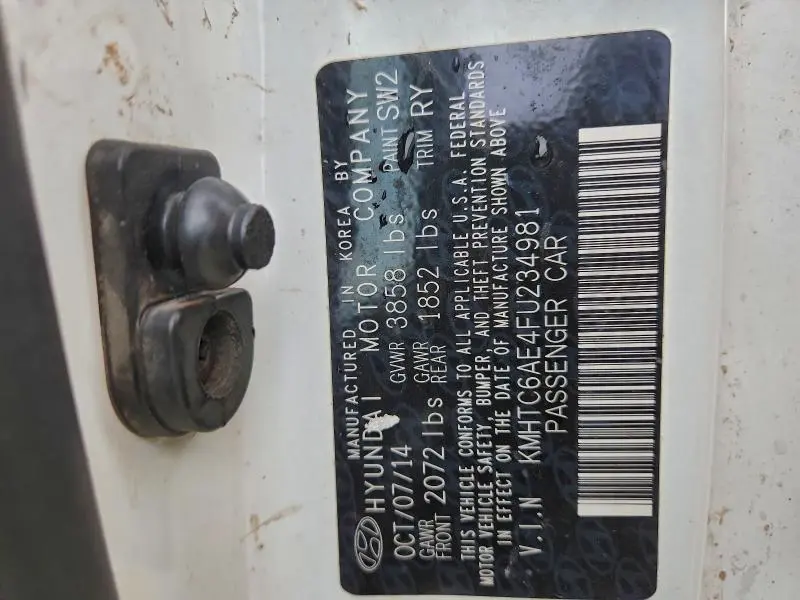 MANUFACTURED IN KOREA BY
HYUNDAI MOTOR COMPANY
OCT/07/14 GVWR 3858 lbs PAINT SW2
GAWR FRONT 2072 lbs GAWR REAR 1852 lbs TRIM RY
THIS VEHICLE CONFORMS TO ALL APPLICABLE U.S.A. FEDERAL
MOTOR VEHICLE SAFETY, BUMPER, AND THEFT PREVENTION STANDARDS
IN EFFECT ON THE DATE OF MANUFACTURE SHOWN ABOVE
V.I.N KMHTC6AE4FU234981
PASSENGER CAR